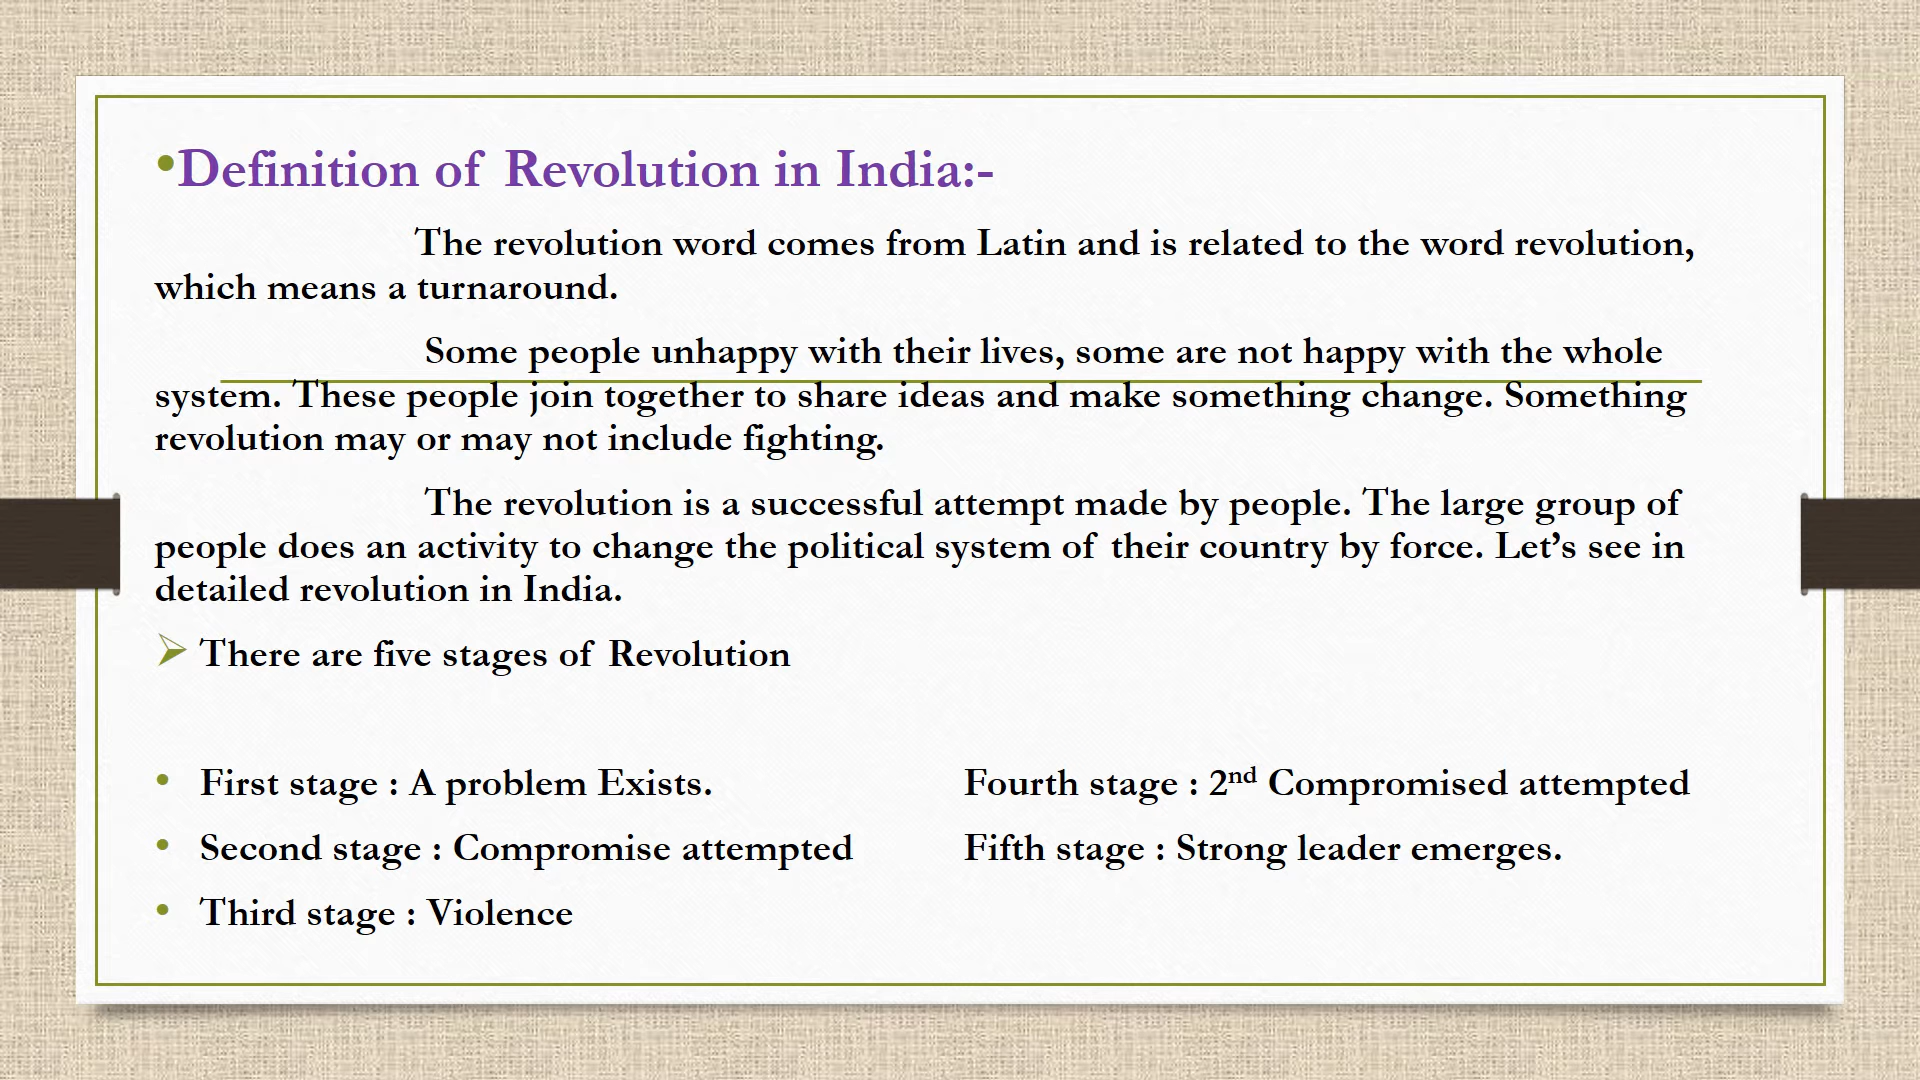 •Definition of Revolution in India:-
The revolution word comes from Latin and is related to the word revolution,
which means a turnaround.
Some people unhappy with their lives, some are not happy with the whole
system. These people join together to share ideas and make something change. Something
revolution may or may not include fighting.
The revolution is a successful attempt made by people. The large group of
people does an activity to change the political system of their country by force. Let’s see in
detailed revolution in India.
➢ There are five stages of Revolution
• First stage : A problem Exists. Fourth stage : 2nd Compromised attempted
• Second stage : Compromise attempted Fifth stage : Strong leader emerges.
• Third stage : Violence